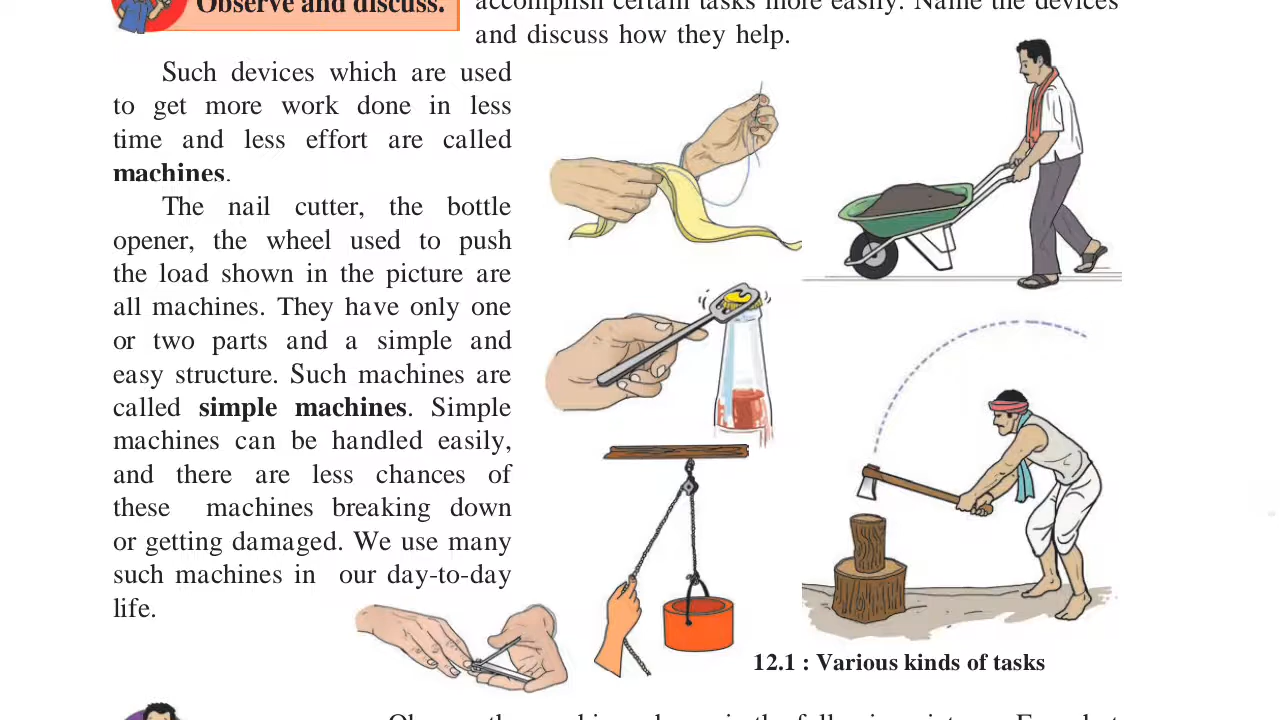 Observe and discuss.
accomplish certain tasks more easily. Name the devices
and discuss how they help.
Such devices which are used
to get more work done in less
time and less effort are called
machines.
The nail cutter, the bottle
opener, the wheel used to push
the load shown in the picture are
all machines. They have only one
or two parts and a simple and
easy structure. Such machines are
called simple machines. Simple
machines can be handled easily,
and there are less chances of
these machines breaking down
or getting damaged. We use many
such machines in our day-to-day
life.
12.1 : Various kinds of tasks